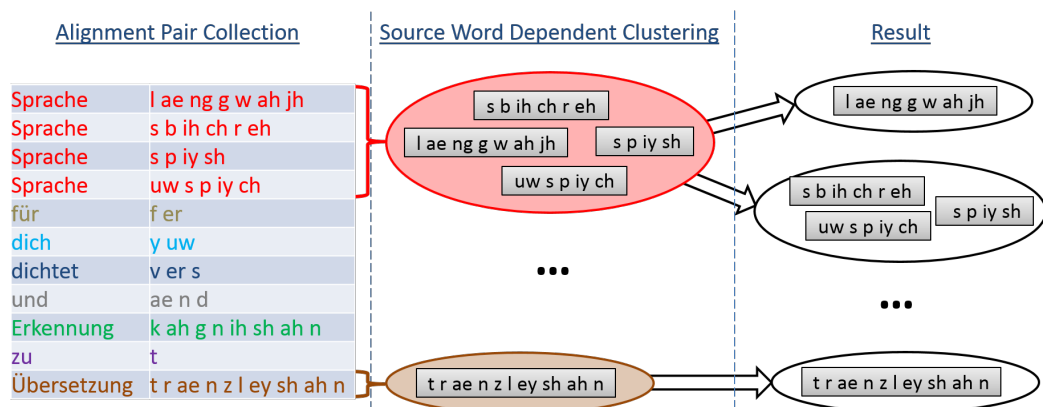 Alignment Pair Collection
Sprache l ae ng g w ah jh
Sprache s b ih ch r eh
Sprache s p iy sh
Sprache uw s p iy ch
für f er
dich y uw
dichtet v er s
und ae n d
Erkennung k ah g n ih sh ah n
zu t
Übersetzung t r ae n z l ey sh ah n
Source Word Dependent Clustering
s b ih ch r eh
l ae ng g w ah jh
s p iy sh
uw s p iy ch
...
t r ae n z l ey sh ah n
Result
l ae ng g w ah jh
s b ih ch r eh
s p iy sh
uw s p iy ch
...
t r ae n z l ey sh ah n